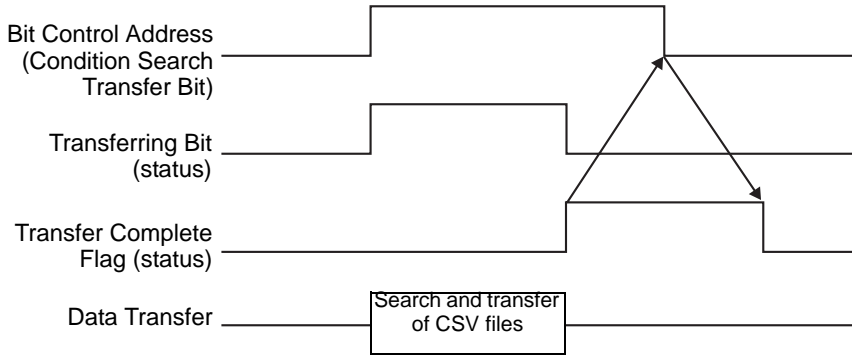 Bit Control Address
(Condition Search
Transfer Bit)
Transferring Bit
(status)
Transfer Complete
Flag (status)
Data Transfer
Search and transfer
of CSV files